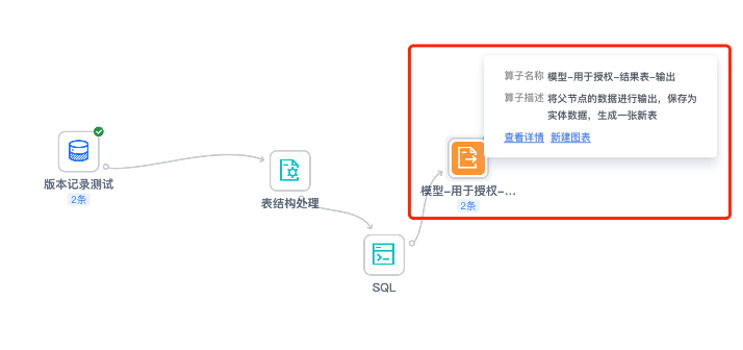 算子名称 模型-用于授权-结果表-输出
算子描述 将父节点的数据进行输出，保存为
实体数据，生成一张新表
查看详情 新建图表
版本记录测试
2条
表结构处理
模型-用于授权-...
2条
SQL